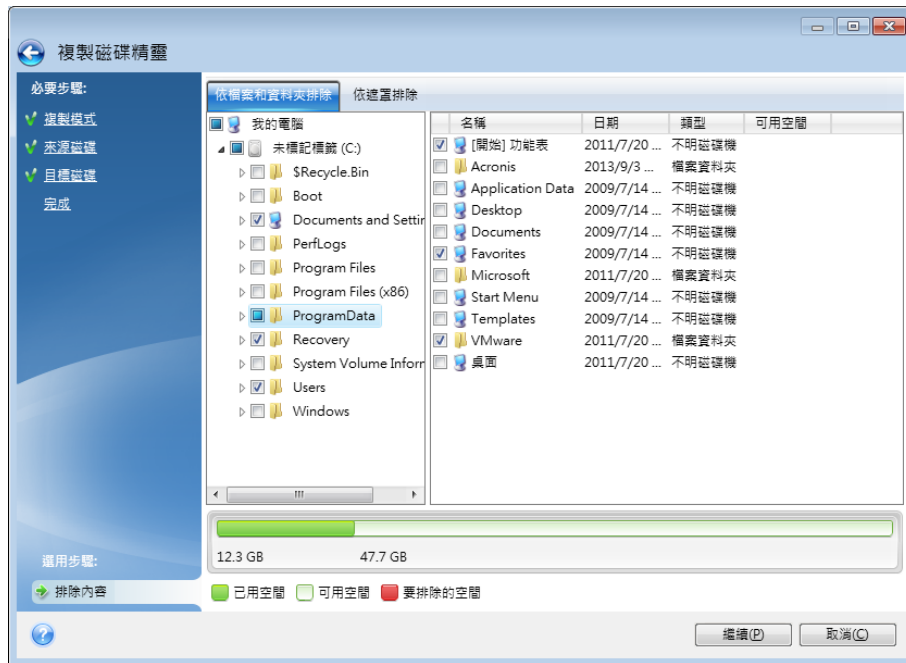 複製磁碟精靈
必要步驟:
複製模式
來源磁碟
目標磁碟
完成
選用步驟:
排除內容
依檔案和資料夾排除 依遮罩排除
我的電腦
未標記標籤 (C:)
$Recycle.Bin
Boot
Documents and Settin
PerfLogs
Program Files
Program Files (x86)
ProgramData
Recovery
System Volume Inforr
Users
Windows
名稱 日期 類型 可用空間
[開始] 功能表 2011/7/20 ... 不明磁碟機
Acronis 2013/9/3 ... 檔案資料夾
Application Data 2009/7/14 ... 不明磁碟機
Desktop 2009/7/14 ... 不明磁碟機
Documents 2009/7/14 ... 不明磁碟機
Favorites 2009/7/14 ... 不明磁碟機
Microsoft 2011/7/20 ... 檔案資料夾
Start Menu 2009/7/14 ... 不明磁碟機
Templates 2009/7/14 ... 不明磁碟機
VMware 2011/7/20 ... 檔案資料夾
桌面 2011/7/20 ... 不明磁碟機
12.3 GB 47.7 GB
已用空間 可用空間 要排除的空間
繼續(P) 取消(C)